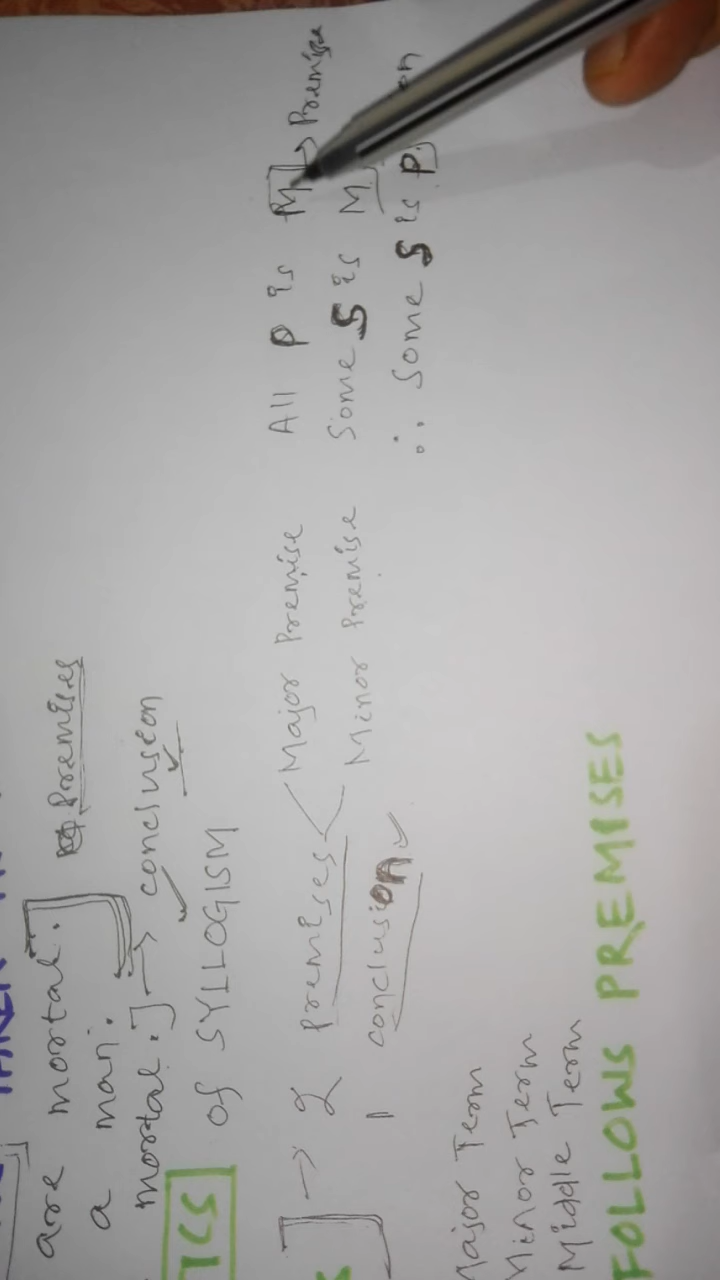 are mortal.] Premises
a man.
mortal.] → conclusion
ICS of SYLLOGISM
] → 2 premises < Major Premise
Minor Premise
1 conclusion
All P is M → Premise
Some S is M
∴ Some S is P.
Major Term
Minor Term
Middle Term
FOLLOWS PREMISES